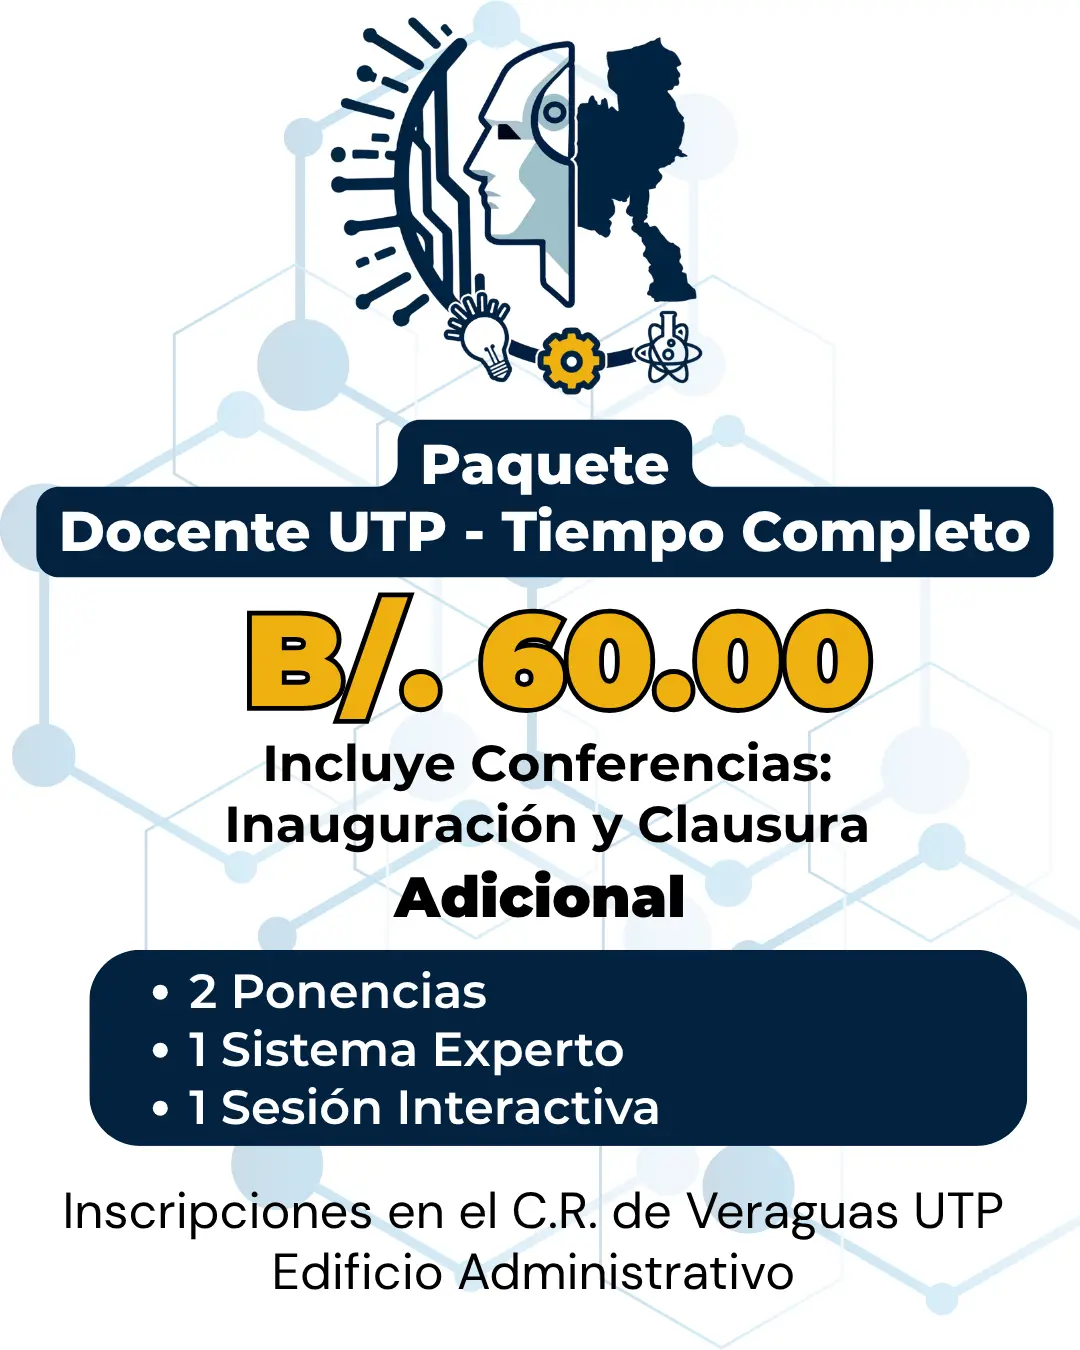 Paquete
Docente UTP - Tiempo Completo
B/. 60.00
Incluye Conferencias:
Inauguración y Clausura
Adicional
• 2 Ponencias
• 1 Sistema Experto
• 1 Sesión Interactiva
Inscripciones en el C.R. de Veraguas UTP
Edificio Administrativo